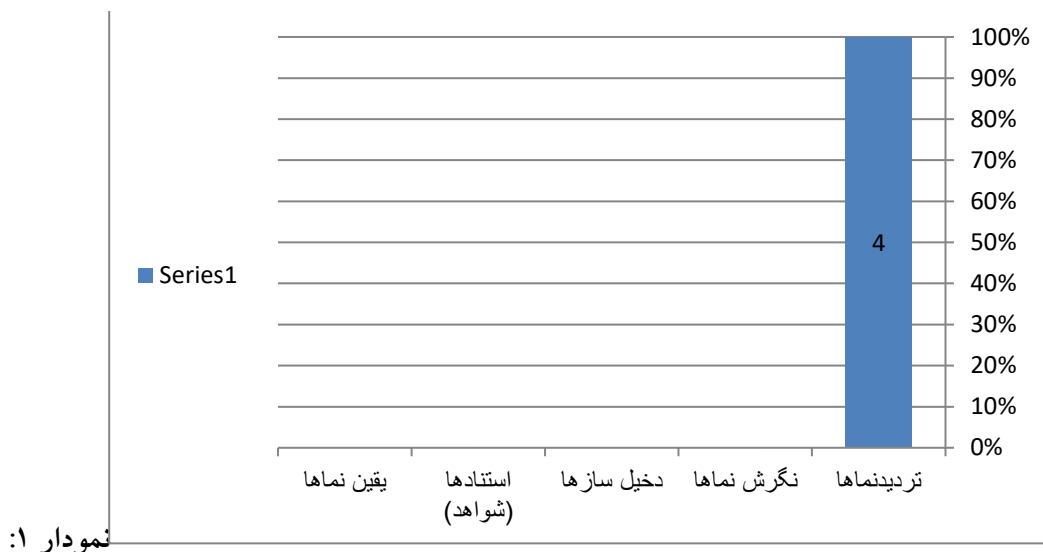 100%
90%
80%
70%
60%
50%
40%
30%
20%
10%
0%
4
Series1
تردیدنماها
نگرش نماها
دخیل سازها
استنادها
(شواهد)
یقین نماها
نمودار ۱: